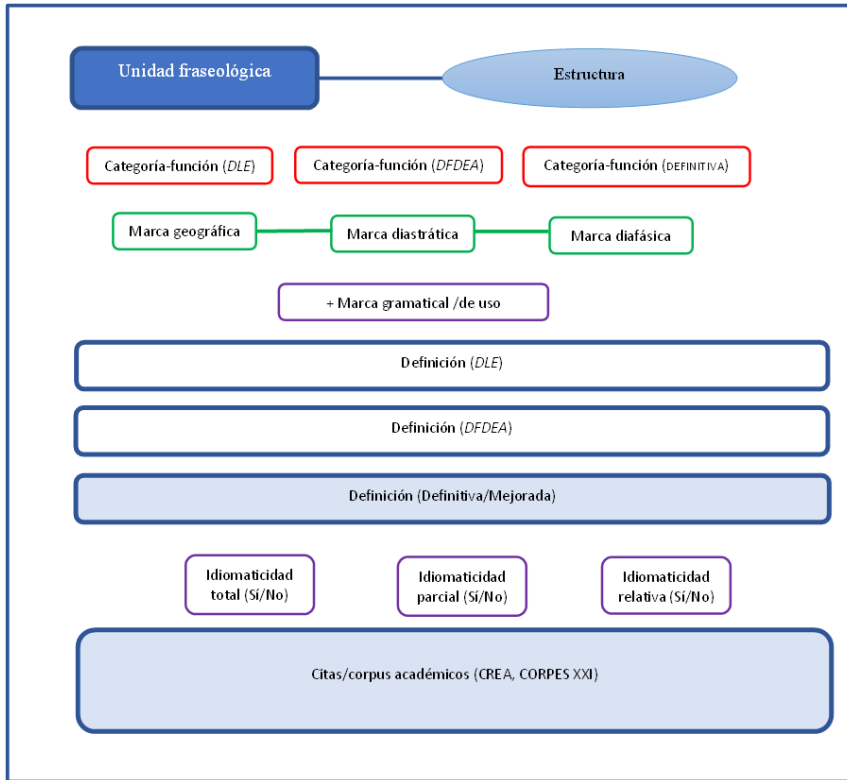 Unidad fraseológica
Estructura
Categoría-función (DLE)
Categoría-función (DFDEA)
Categoría-función (DEFINITIVA)
Marca geográfica
Marca diastrática
Marca diafásica
+ Marca gramatical /de uso
Definición (DLE)
Definición (DFDEA)
Definición (Definitiva/Mejorada)
Idiomaticidad
total (Sí/No)
Idiomaticidad
parcial (Sí/No)
Idiomaticidad
relativa (Sí/No)
Citas/corpus académicos (CREA, CORPES XXI)